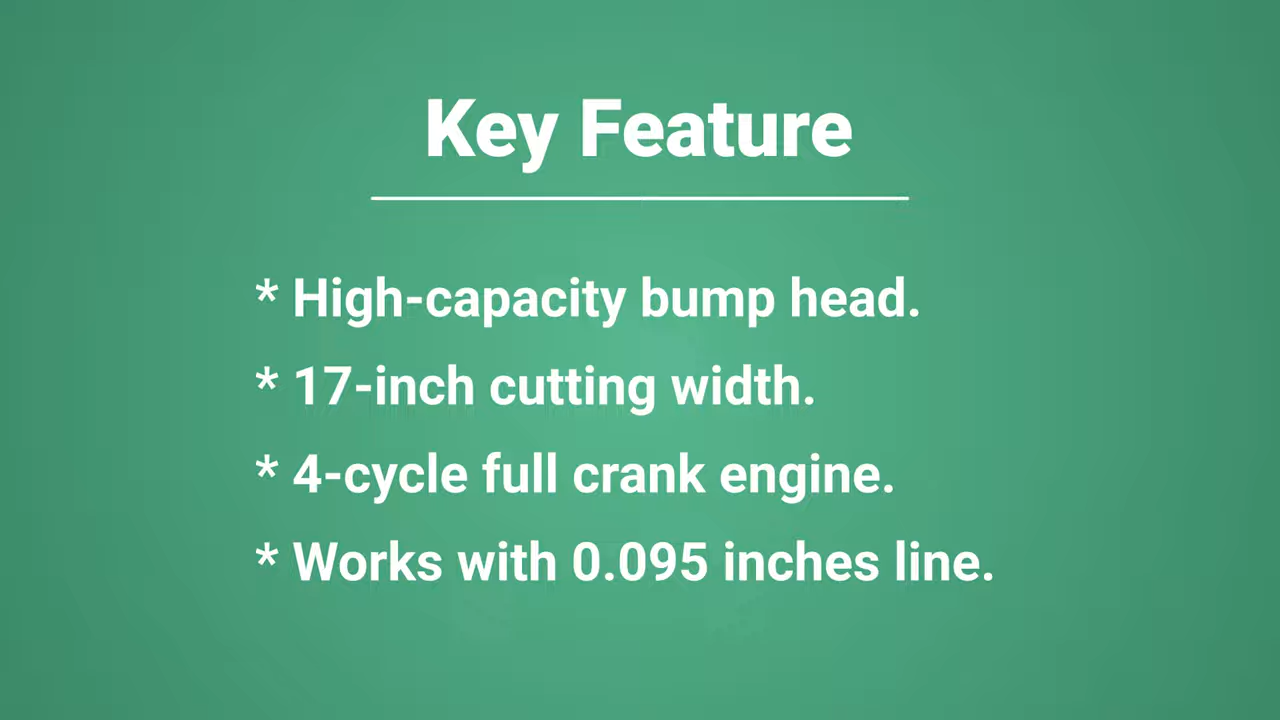 Key Feature
* High-capacity bump head.
* 17-inch cutting width.
* 4-cycle full crank engine.
* Works with 0.095 inches line.